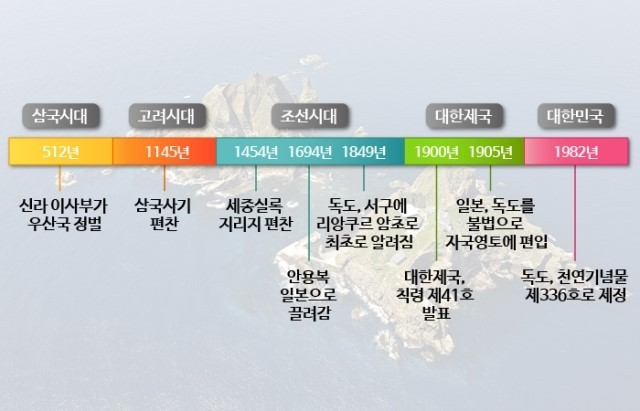 삼국시대
고려시대
조선시대
대한제국
대한민국
512년
1145년
1454년
1694년
1849년
1900년
1905년
1982년
신라 이사부가
우산국 정벌
삼국사기
편찬
세종실록
지리지 편찬
독도, 서구에
리앙쿠르 암초로
최초로 알려짐
일본, 독도를
불법으로
자국영토에 편입
안용복
일본으로
끌려감
대한제국,
칙령 제41호
발표
독도, 천연기념물
제336호로 제정